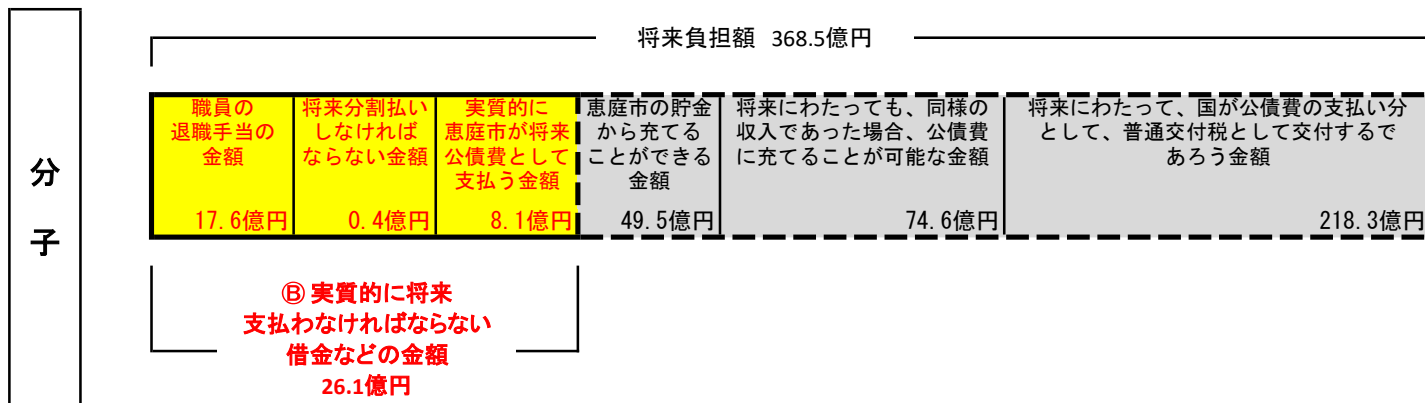 将来負担額 368.5億円
分
子
職員の
退職手当の
金額
17.6億円
将来分割払い
しなければ
ならない金額
0.4億円
実質的に
恵庭市が将来
公債費として
支払う金額
8.1億円
恵庭市の貯金
から充てる
ことができる
金額
49.5億円
将来にわたっても、同様の
収入であった場合、公債費
に充てることが可能な金額
74.6億円
将来にわたって、国が公債費の支払い分
として、普通交付税として交付するで
あろう金額
218.3億円
Ⓑ 実質的に将来
支払わなければならない
借金などの金額
26.1億円